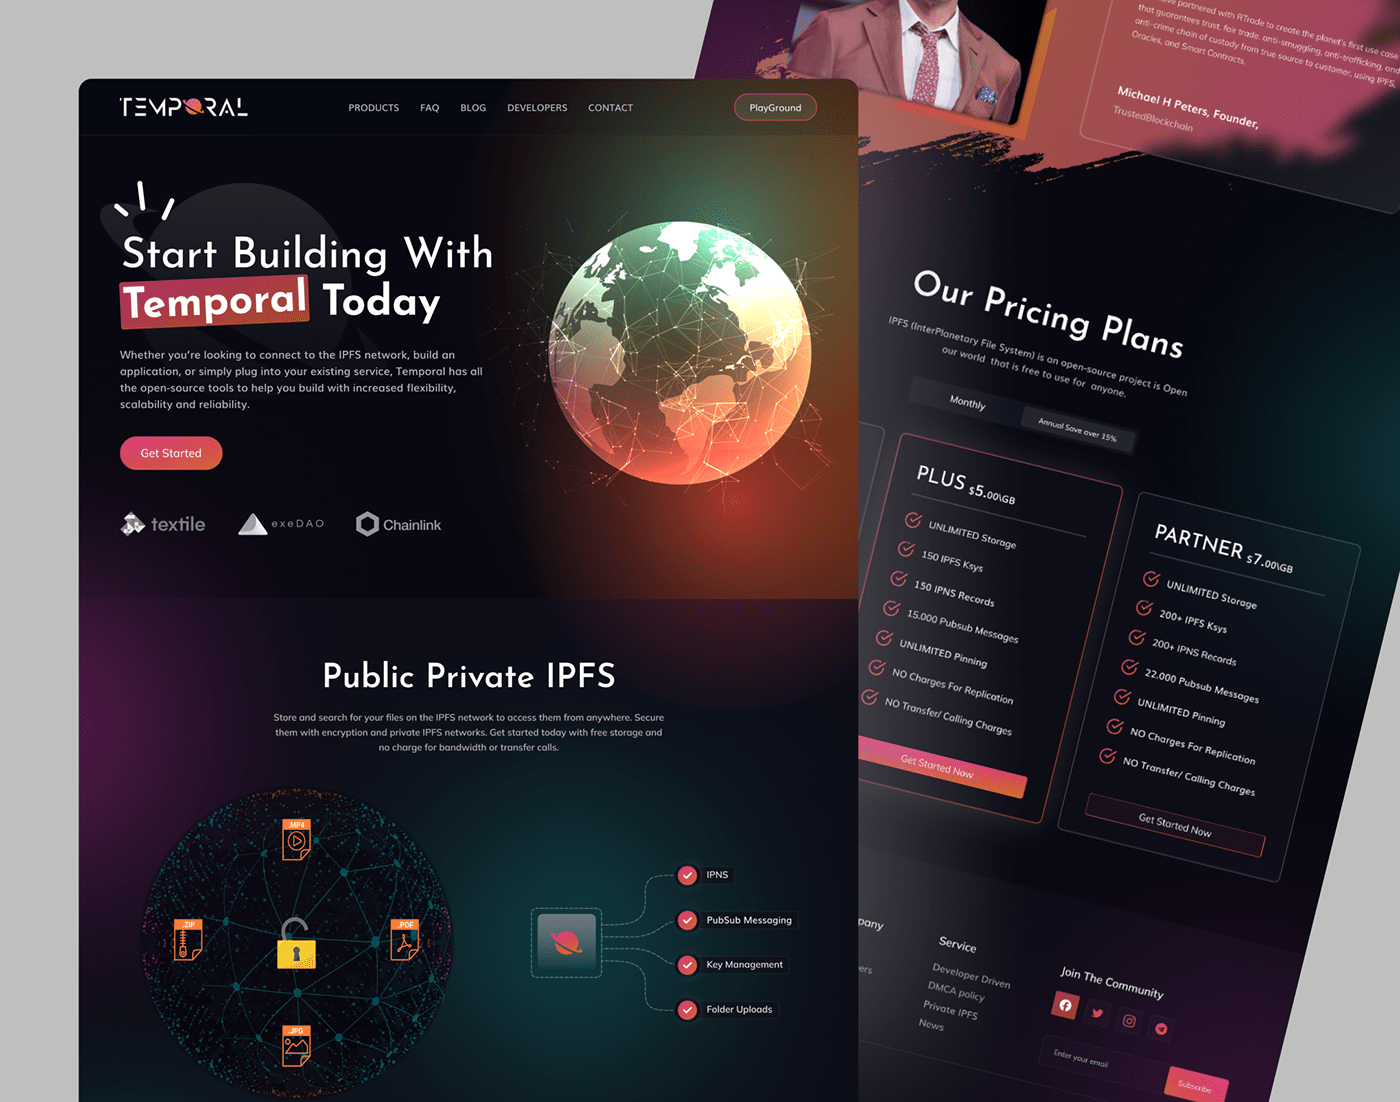 TEMPORAL
PRODUCTS
FAQ
BLOG
DEVELOPERS
CONTACT
PlayGround
Start Building With
Temporal Today
Whether you're looking to connect to the IPFS network, build an
application, or simply plug into your existing service, Temporal has all
the open-source tools to help you build with increased flexibility,
scalability and reliability.
Get Started
textile
exeDAO
Chainlink
Public Private IPFS
Store and search for your files on the IPFS network to access them from anywhere. Secure
them with encryption and private IPFS networks. Get started today with free storage and
no charge for bandwidth or transfer calls.
.MP4
.ZIP
.PDF
.JPG
IPNS
PubSub Messaging
Key Management
Folder Uploads
partnered with RTrade to create the planet's first use case
that guarantees trust, fair trade, anti-smuggling, anti-trafficking, and
anti-crime chain of custody from true source to customer, using IPFS,
Oracles, and Smart Contracts.
Michael H Peters, Founder,
TrustedBlockchain
Our Pricing Plans
IPFS (InterPlanetary File System) is an open-source project is Open
our world that is free to use for anyone.
Monthly
Annual Save over 15%
PLUS $5.00\GB
UNLIMITED Storage
150 IPFS Ksys
150 IPNS Records
15.000 Pubsub Messages
UNLIMITED Pinning
NO Charges For Replication
NO Transfer/ Calling Charges
Get Started Now
PARTNER $7.00\GB
UNLIMITED Storage
200+ IPFS Ksys
200+ IPNS Records
22.000 Pubsub Messages
UNLIMITED Pinning
NO Charges For Replication
NO Transfer/ Calling Charges
Get Started Now
pany
ers
Service
Developer Driven
DMCA policy
Private IPFS
News
Join The Community
Enter your email
Subscribe